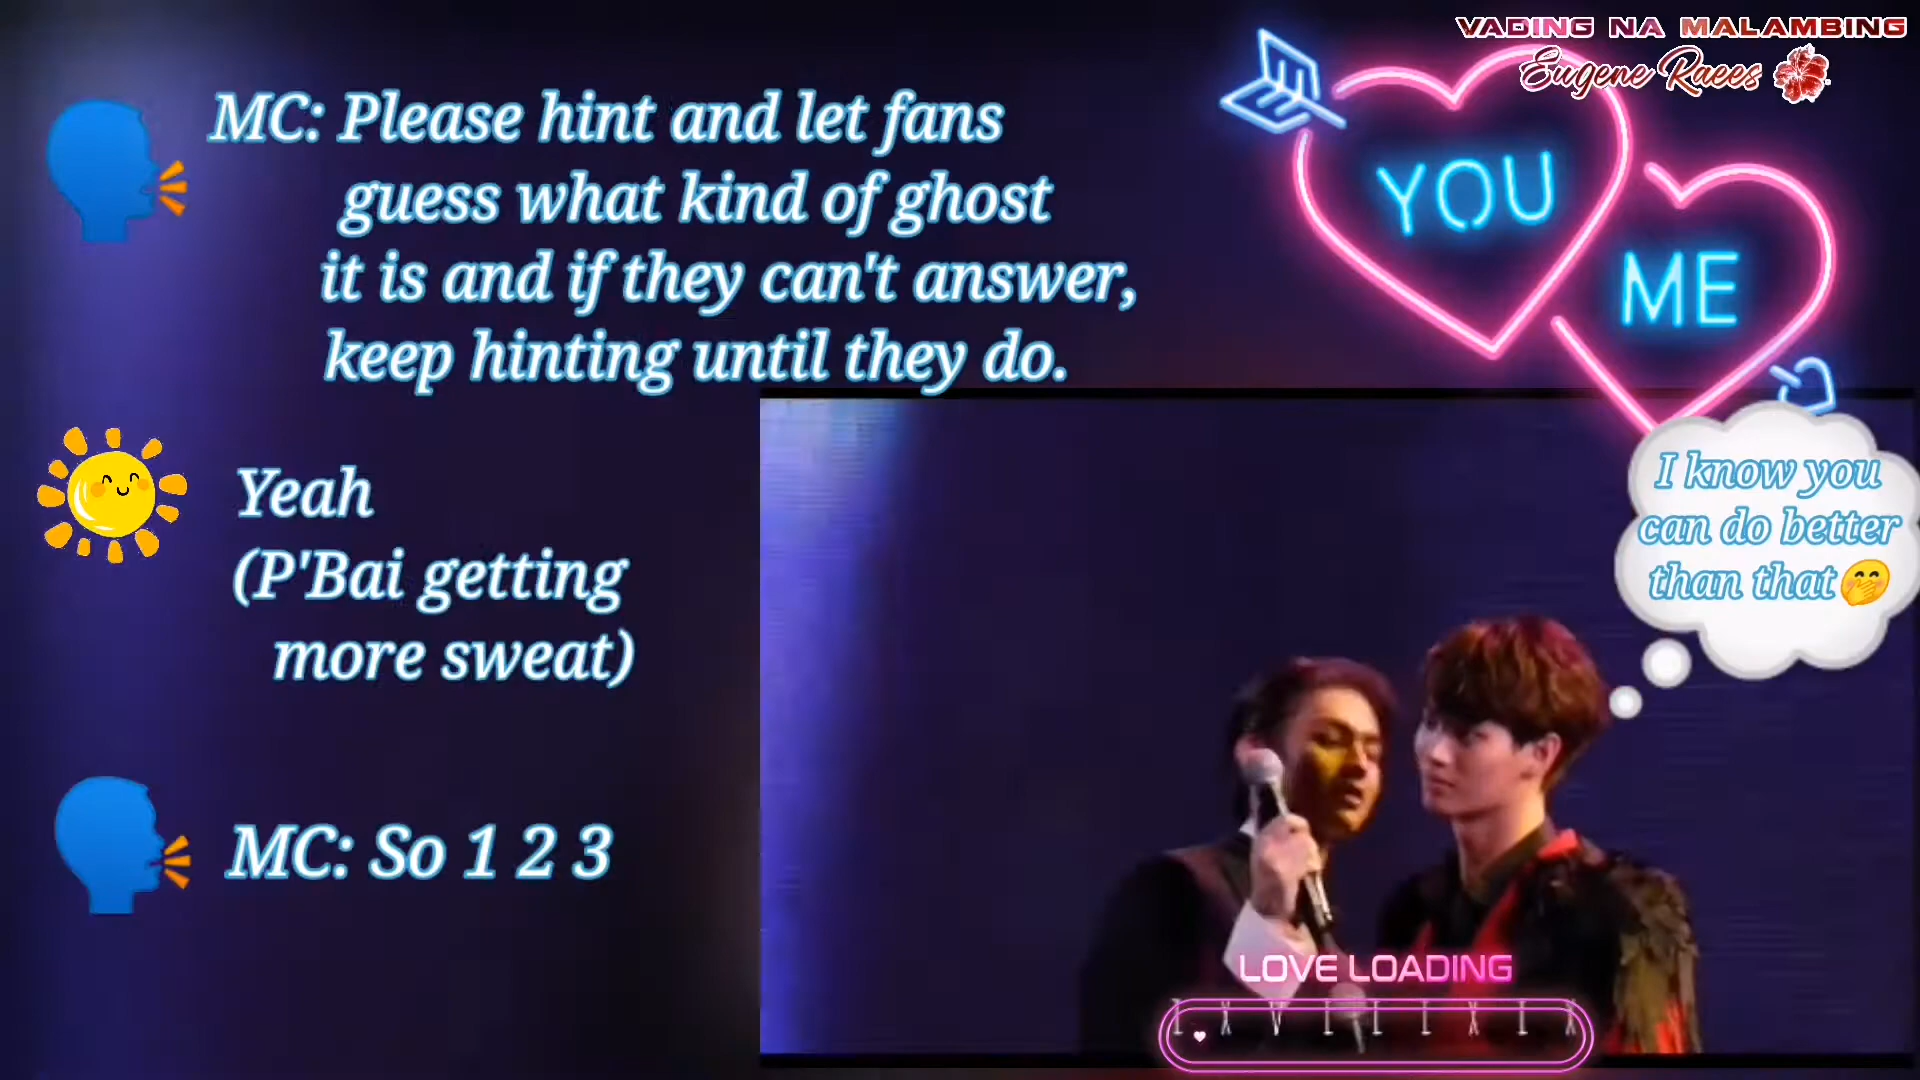 VADING NA MALAMBING
Eugene Raees
YOU
ME
MC: Please hint and let fans
guess what kind of ghost
it is and if they can't answer,
keep hinting until they do.
I know you
can do better
than that
Yeah
(P'Bai getting
more sweat)
MC: So 1 2 3
LOVE LOADING